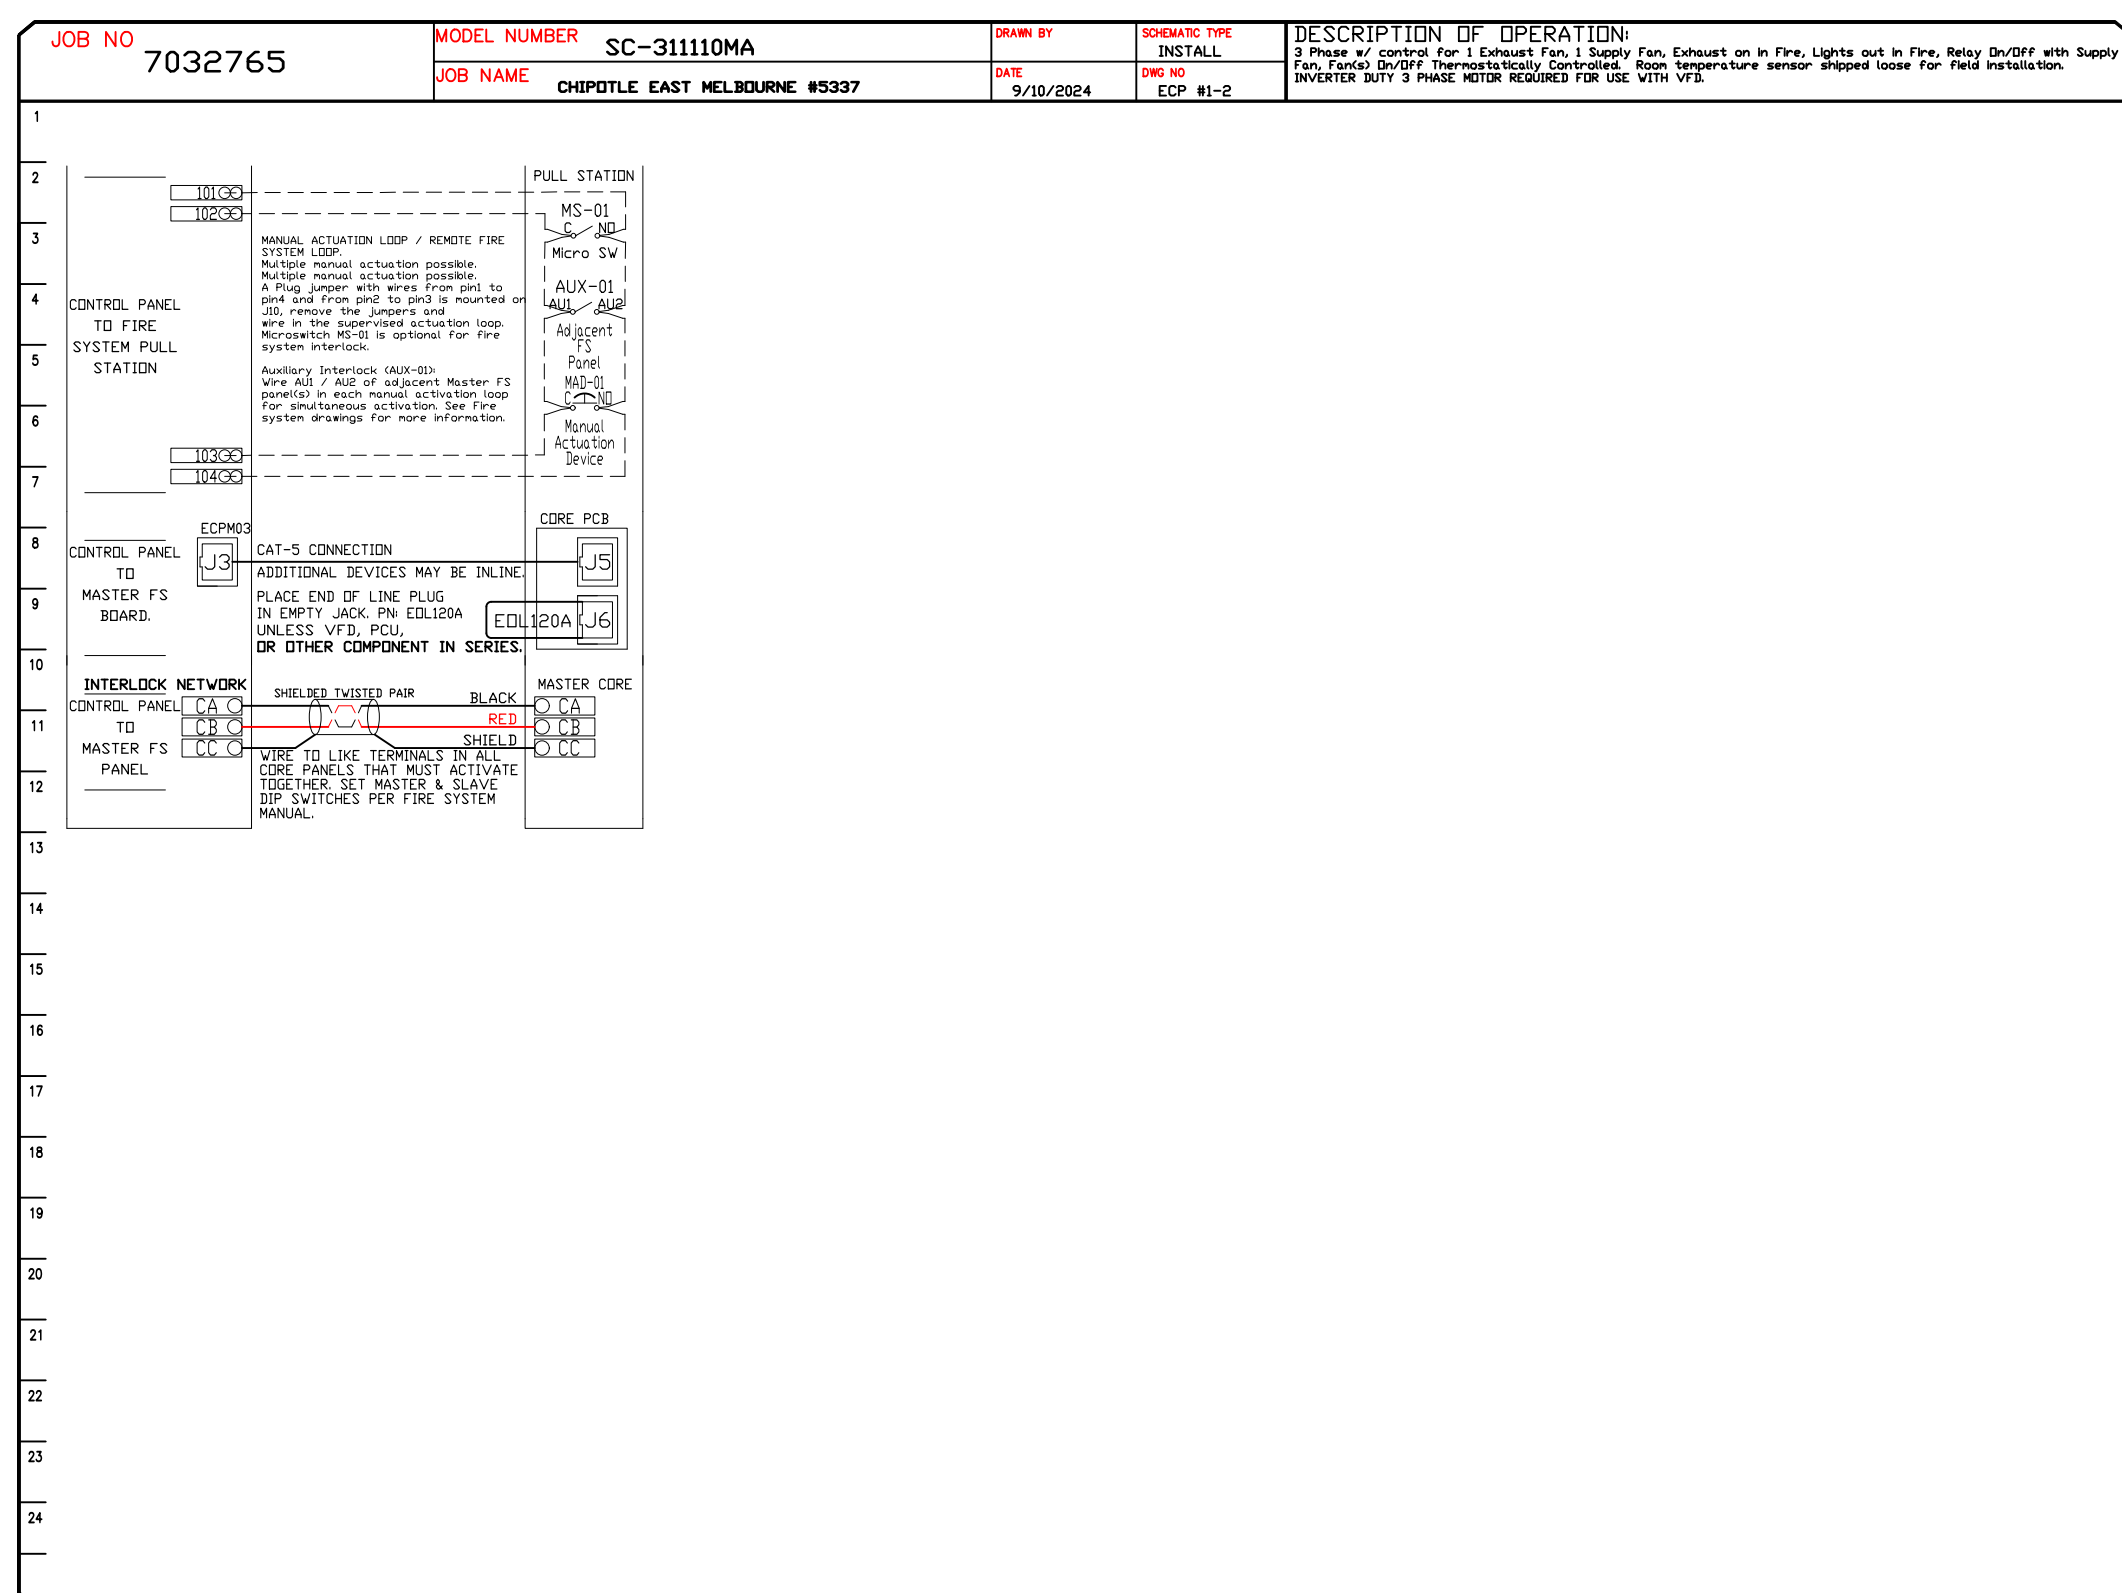 JOB NO
7032765
MODEL NUMBER
SC-311110MA
JOB NAME
CHIPOTLE EAST MELBOURNE #5337
DRAWN BY
SCHEMATIC TYPE
INSTALL
DATE
9/10/2024
DWG NO
ECP #1-2
DESCRIPTION OF OPERATION:
3 Phase w/ control for 1 Exhaust Fan, 1 Supply Fan, Exhaust on in Fire, Lights out in Fire, Relay On/Off with Supply
Fan, Fan(s) On/Off Thermostatically Controlled. Room temperature sensor shipped loose for field installation.
INVERTER DUTY 3 PHASE MOTOR REQUIRED FOR USE WITH VFD.
1
2
3
4
5
6
7
8
9
10
11
12
13
14
15
16
17
18
19
20
21
22
23
24
CONTROL PANEL
TO FIRE
SYSTEM PULL
STATION
101
102
103
104
MANUAL ACTUATION LOOP / REMOTE FIRE
SYSTEM LOOP.
Multiple manual actuation possible.
Multiple manual actuation possible.
A Plug jumper with wires from pin1 to
pin4 and from pin2 to pin3 is mounted on
J10, remove the jumpers and
wire in the supervised actuation loop.
Microswitch MS-01 is optional for fire
system interlock.
Auxiliary Interlock (AUX-01):
Wire AU1 / AU2 of adjacent Master FS
panel(s) in each manual activation loop
for simultaneous activation. See Fire
system drawings for more information.
PULL STATION
MS-01
C NO
Micro SW
AUX-01
AU1 AU2
Adjacent
FS
Panel
MAD-01
C NO
Manual
Actuation
Device
CONTROL PANEL
TO
MASTER FS
BOARD.
ECPM03
J3
CAT-5 CONNECTION
ADDITIONAL DEVICES MAY BE INLINE.
PLACE END OF LINE PLUG
IN EMPTY JACK. PN: EOL120A
UNLESS VFD, PCU,
OR OTHER COMPONENT IN SERIES.
CORE PCB
J5
EOL120A
J6
INTERLOCK NETWORK
CONTROL PANEL
TO
MASTER FS
PANEL
CA
CB
CC
SHIELDED TWISTED PAIR
BLACK
RED
SHIELD
WIRE TO LIKE TERMINALS IN ALL
CORE PANELS THAT MUST ACTIVATE
TOGETHER. SET MASTER & SLAVE
DIP SWITCHES PER FIRE SYSTEM
MANUAL.
MASTER CORE
CA
CB
CC